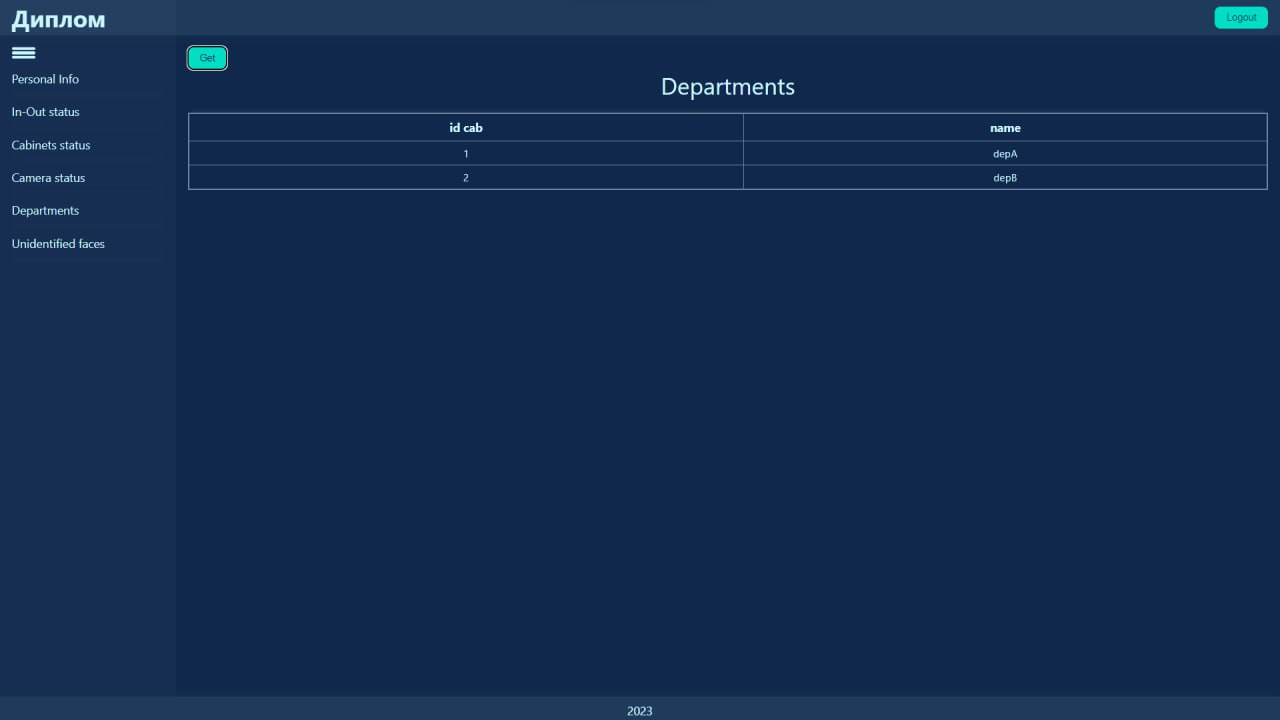 Диплом
Logout
Personal Info
In-Out status
Cabinets status
Camera status
Departments
Unidentified faces
Get
Departments
id cab name
1 depA
2 depB
2023